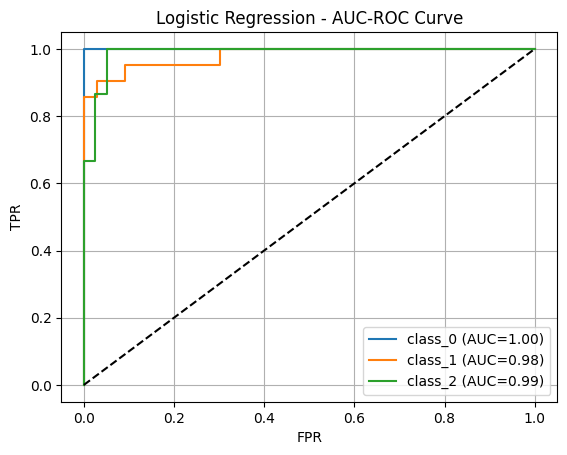 Logistic Regression - AUC-ROC Curve
1.0
0.8
0.6
0.4
0.2
0.0
TPR
class_0 (AUC=1.00)
class_1 (AUC=0.98)
class_2 (AUC=0.99)
0.0 0.2 0.4 0.6 0.8 1.0
FPR